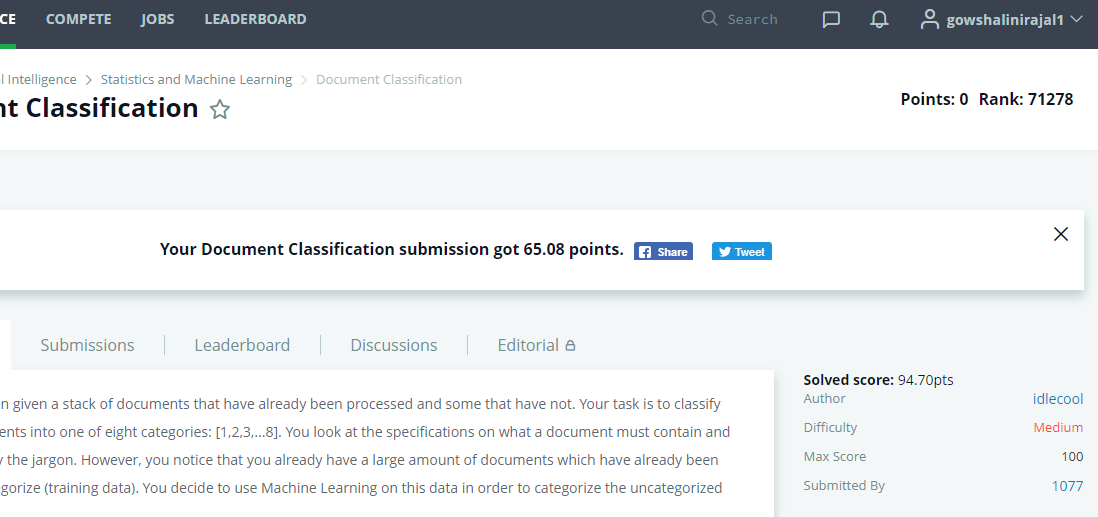 CE COMPETE JOBS LEADERBOARD Search gowshalinirajal1
l Intelligence > Statistics and Machine Learning > Document Classification
nt Classification
Points: 0 Rank: 71278
Your Document Classification submission got 65.08 points. Share Tweet
Submissions Leaderboard Discussions Editorial
n given a stack of documents that have already been processed and some that have not. Your task is to classify
ents into one of eight categories: [1,2,3,...8]. You look at the specifications on what a document must contain and
y the jargon. However, you notice that you already have a large amount of documents which have already been
gorize (training data). You decide to use Machine Learning on this data in order to categorize the uncategorized
Solved score: 94.70pts
Author idlecool
Difficulty Medium
Max Score 100
Submitted By 1077